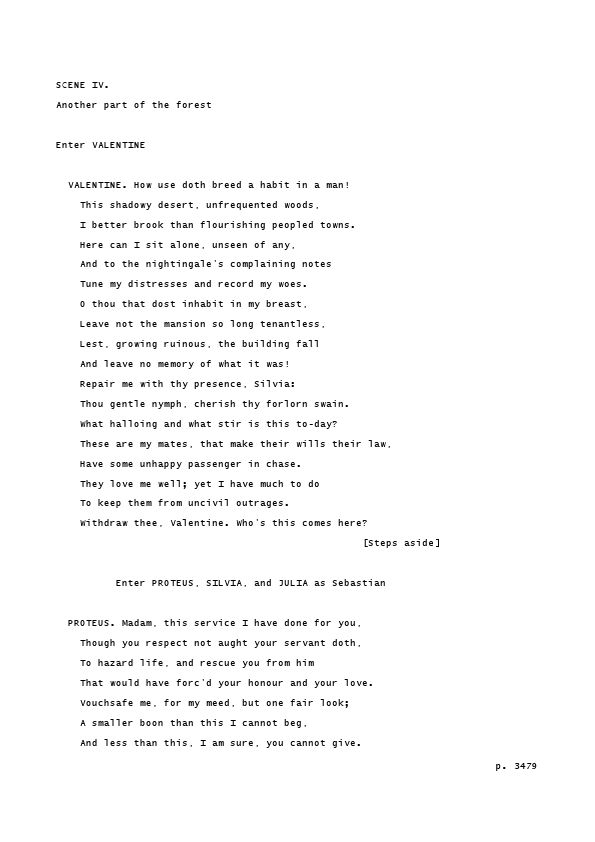 SCENE IV.
Another part of the forest
Enter VALENTINE
VALENTINE. How use doth breed a habit in a man!
This shadowy desert, unfrequented woods,
I better brook than flourishing peopled towns.
Here can I sit alone, unseen of any,
And to the nightingale's complaining notes
Tune my distresses and record my woes.
O thou that dost inhabit in my breast,
Leave not the mansion so long tenantless,
Lest, growing ruinous, the building fall
And leave no memory of what it was!
Repair me with thy presence, Silvia:
Thou gentle nymph, cherish thy forlorn swain.
What halloing and what stir is this to-day?
These are my mates, that make their wills their law,
Have some unhappy passenger in chase.
They love me well; yet I have much to do
To keep them from uncivil outrages.
Withdraw thee, Valentine. Who's this comes here?
[Steps aside]
Enter PROTEUS, SILVIA, and JULIA as Sebastian
PROTEUS. Madam, this service I have done for you,
Though you respect not aught your servant doth,
To hazard life, and rescue you from him
That would have forc'd your honour and your love.
Vouchsafe me, for my meed, but one fair look;
A smaller boon than this I cannot beg,
And less than this, I am sure, you cannot give.
p. 3479